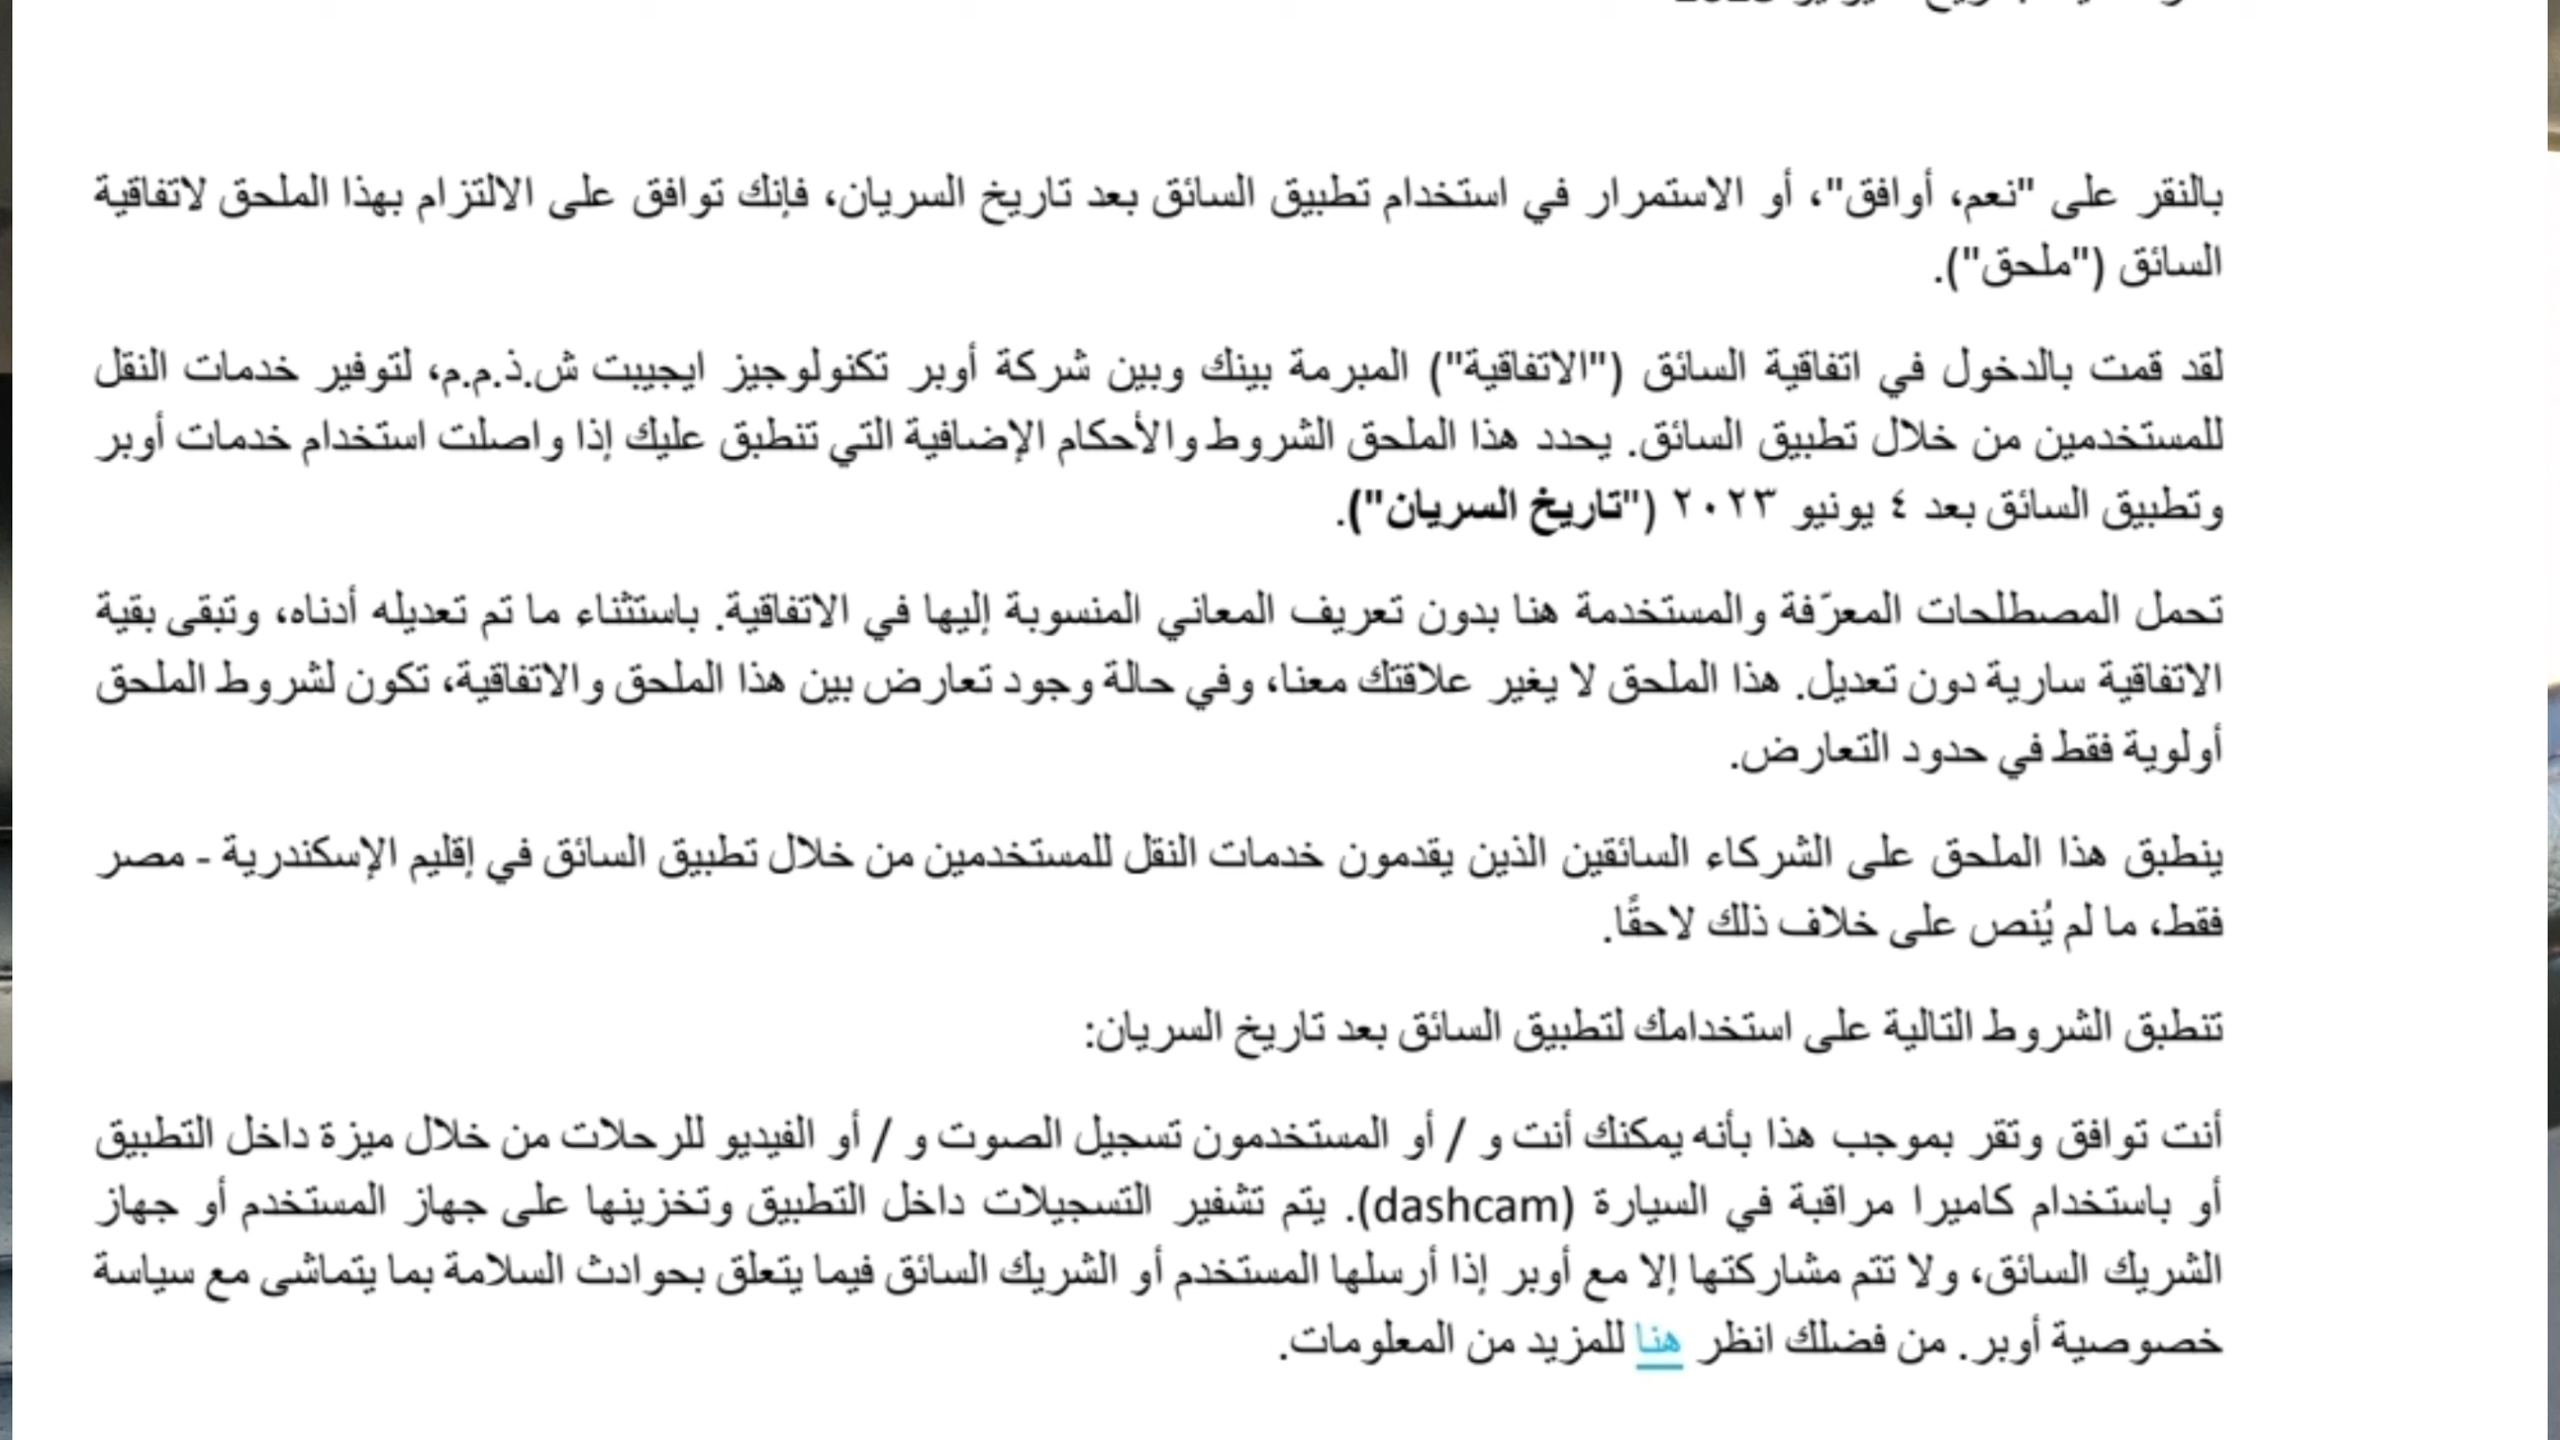 بالنقر على "نعم، أوافق"، أو الاستمرار في استخدام تطبيق السائق بعد تاريخ السريان، فإنك توافق على الالتزام بهذا الملحق لاتفاقية
السائق ("ملحق").
لقد قمت بالدخول في اتفاقية السائق ("الاتفاقية") المبرمة بينك وبين شركة أوبر تكنولوجيز ايجيبت ش.ذ.م.م، لتوفير خدمات النقل
للمستخدمين من خلال تطبيق السائق. يحدد هذا الملحق الشروط والأحكام الإضافية التي تنطبق عليك إذا واصلت استخدام خدمات أوبر
وتطبيق السائق بعد ٤ يونيو ٢٠٢٣ ("تاريخ السريان").
تحمل المصطلحات المعرّفة والمستخدمة هنا بدون تعريف المعاني المنسوبة إليها في الاتفاقية. باستثناء ما تم تعديله أدناه، وتبقى بقية
الاتفاقية سارية دون تعديل. هذا الملحق لا يغير علاقتك معنا، وفي حالة وجود تعارض بين هذا الملحق والاتفاقية، تكون لشروط الملحق
أولوية فقط في حدود التعارض.
ينطبق هذا الملحق على الشركاء السائقين الذين يقدمون خدمات النقل للمستخدمين من خلال تطبيق السائق في إقليم الإسكندرية - مصر
فقط، ما لم يُنص على خلاف ذلك لاحقًا.
تنطبق الشروط التالية على استخدامك لتطبيق السائق بعد تاريخ السريان:
أنت توافق وتقر بموجب هذا بأنه يمكنك أنت و / أو المستخدمون تسجيل الصوت و / أو الفيديو للرحلات من خلال ميزة داخل التطبيق
أو باستخدام كاميرا مراقبة في السيارة (dashcam). يتم تشفير التسجيلات داخل التطبيق وتخزينها على جهاز المستخدم أو جهاز
الشريك السائق، ولا تتم مشاركتها إلا مع أوبر إذا أرسلها المستخدم أو الشريك السائق فيما يتعلق بحوادث السلامة بما يتماشى مع سياسة
خصوصية أوبر. من فضلك انظر هنا للمزيد من المعلومات.